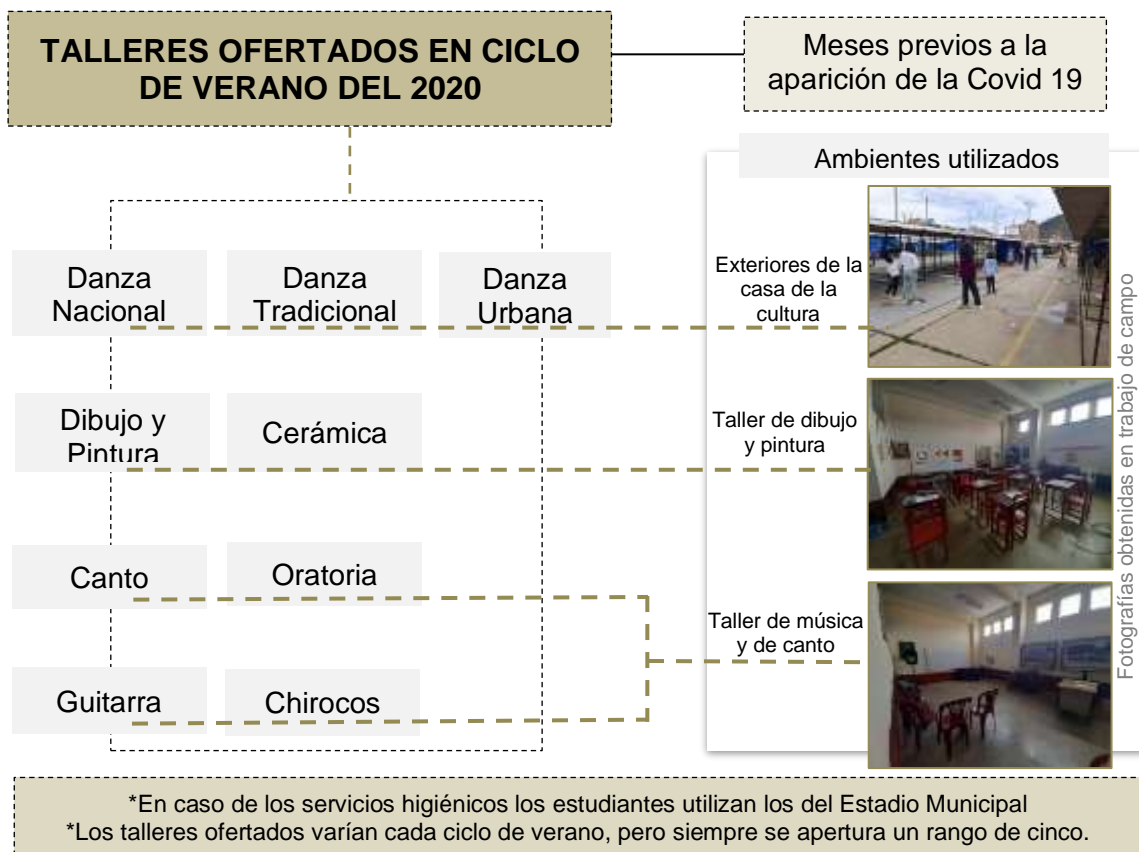 TALLERES OFERTADOS EN CICLO
DE VERANO DEL 2020
Meses previos a la
aparición de la Covid 19
Ambientes utilizados
Danza
Nacional
Danza
Tradicional
Danza
Urbana
Exteriores de la
casa de la
cultura
Dibujo y
Pintura
Cerámica
Taller de dibujo
y pintura
Canto
Oratoria
Taller de música
y de canto
Guitarra
Chirocos
Fotografías obtenidas en trabajo de campo
*En caso de los servicios higiénicos los estudiantes utilizan los del Estadio Municipal
*Los talleres ofertados varían cada ciclo de verano, pero siempre se apertura un rango de cinco.